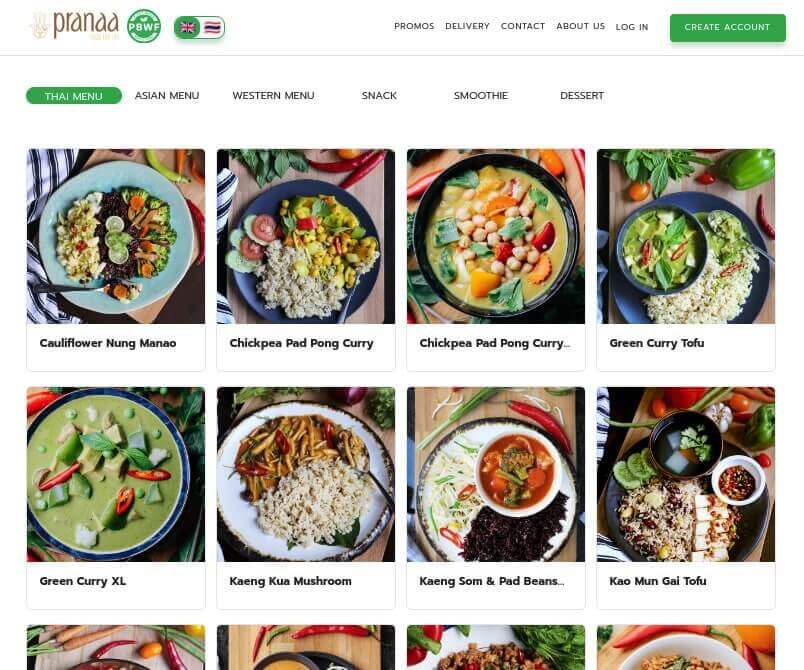 pranaa
PBWF
PROMOS DELIVERY CONTACT ABOUT US LOG IN CREATE ACCOUNT
THAI MENU ASIAN MENU WESTERN MENU SNACK SMOOTHIE DESSERT
Cauliflower Nung Manao
Chickpea Pad Pong Curry
Chickpea Pad Pong Curry...
Green Curry Tofu
Green Curry XL
Kaeng Kua Mushroom
Kaeng Som & Pad Beans...
Kao Mun Gai Tofu